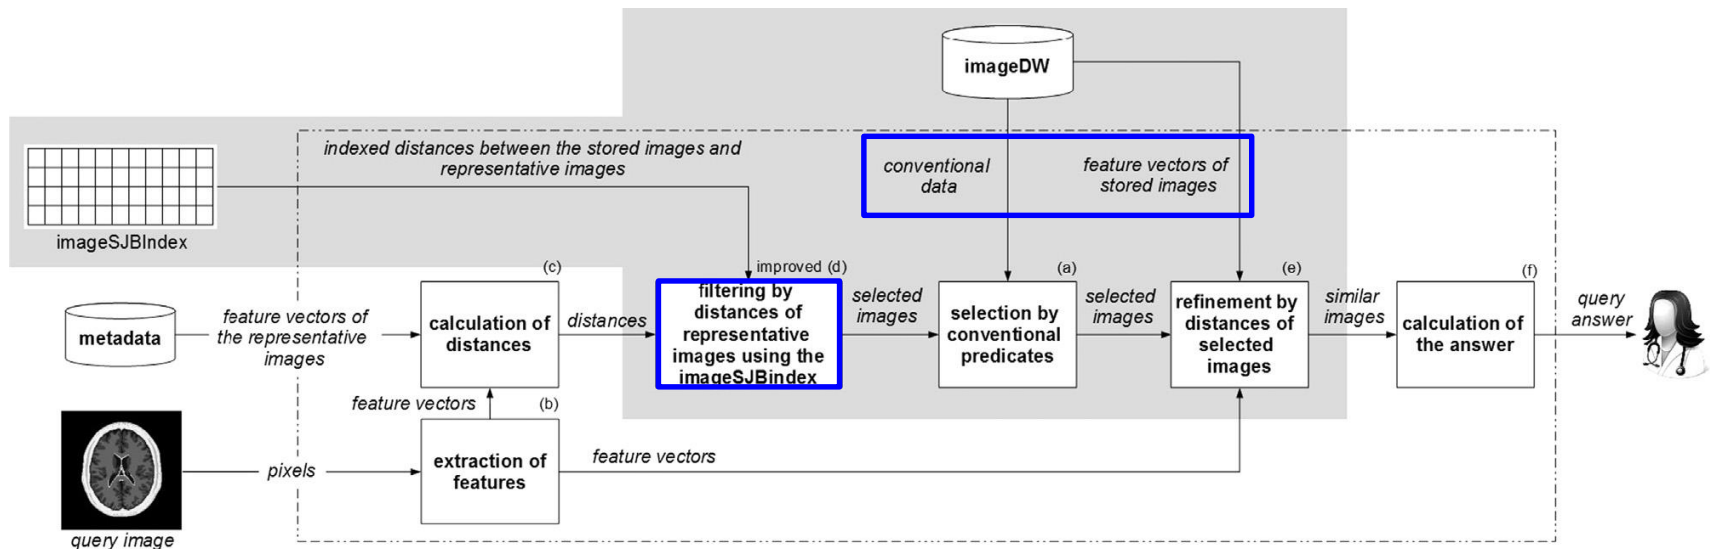 imageDW
indexed distances between the stored images and
representative images
conventional
data
feature vectors of
stored images
imageSJBIndex
(c)
improved (d)
(a)
(e)
(f)
metadata
feature vectors of
the representative
images
calculation of
distances
distances
filtering by
distances of
representative
images using the
imageSJBindex
selected
images
selection by
conventional
predicates
selected
images
refinement by
distances of
selected
images
similar
images
calculation of
the answer
query
answer
feature vectors
(b)
pixels
extraction of
features
feature vectors
query image